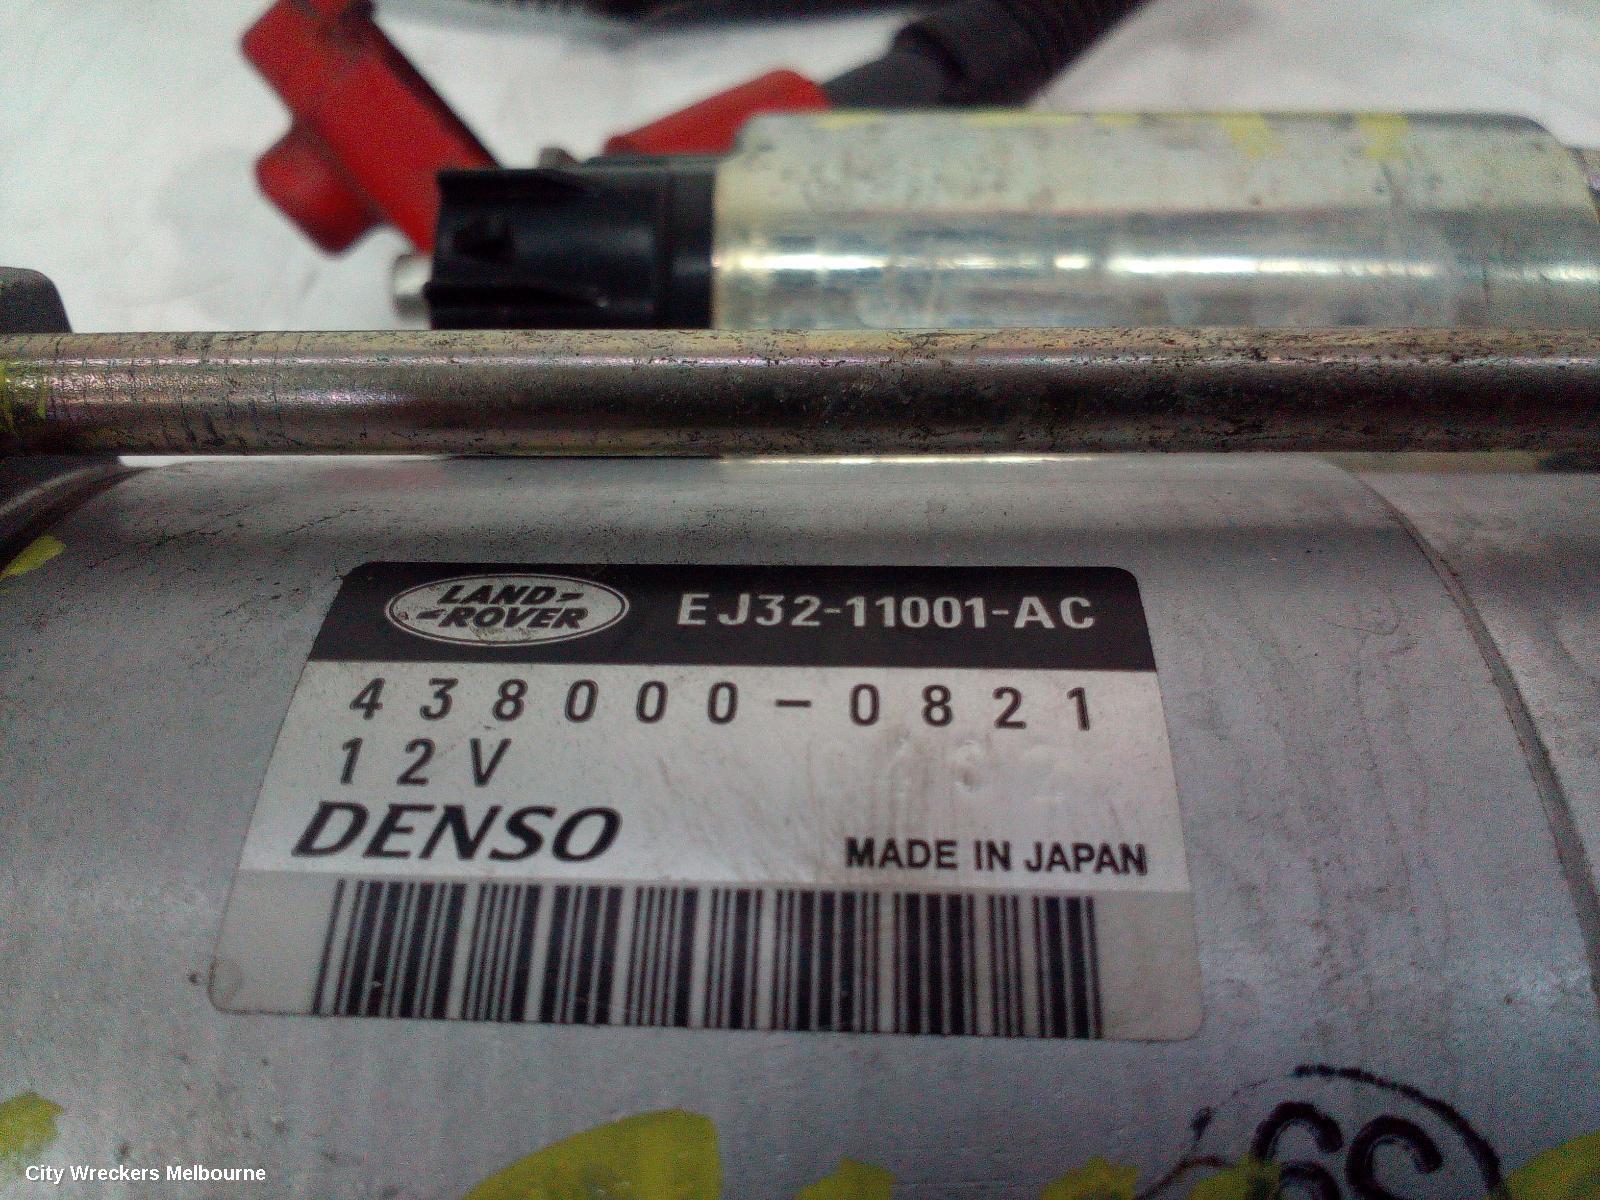 LAND-
-ROVER
EJ32-11001-AC
438000-0821
12V
DENSO
MADE IN JAPAN
City Wreckers Melbourne